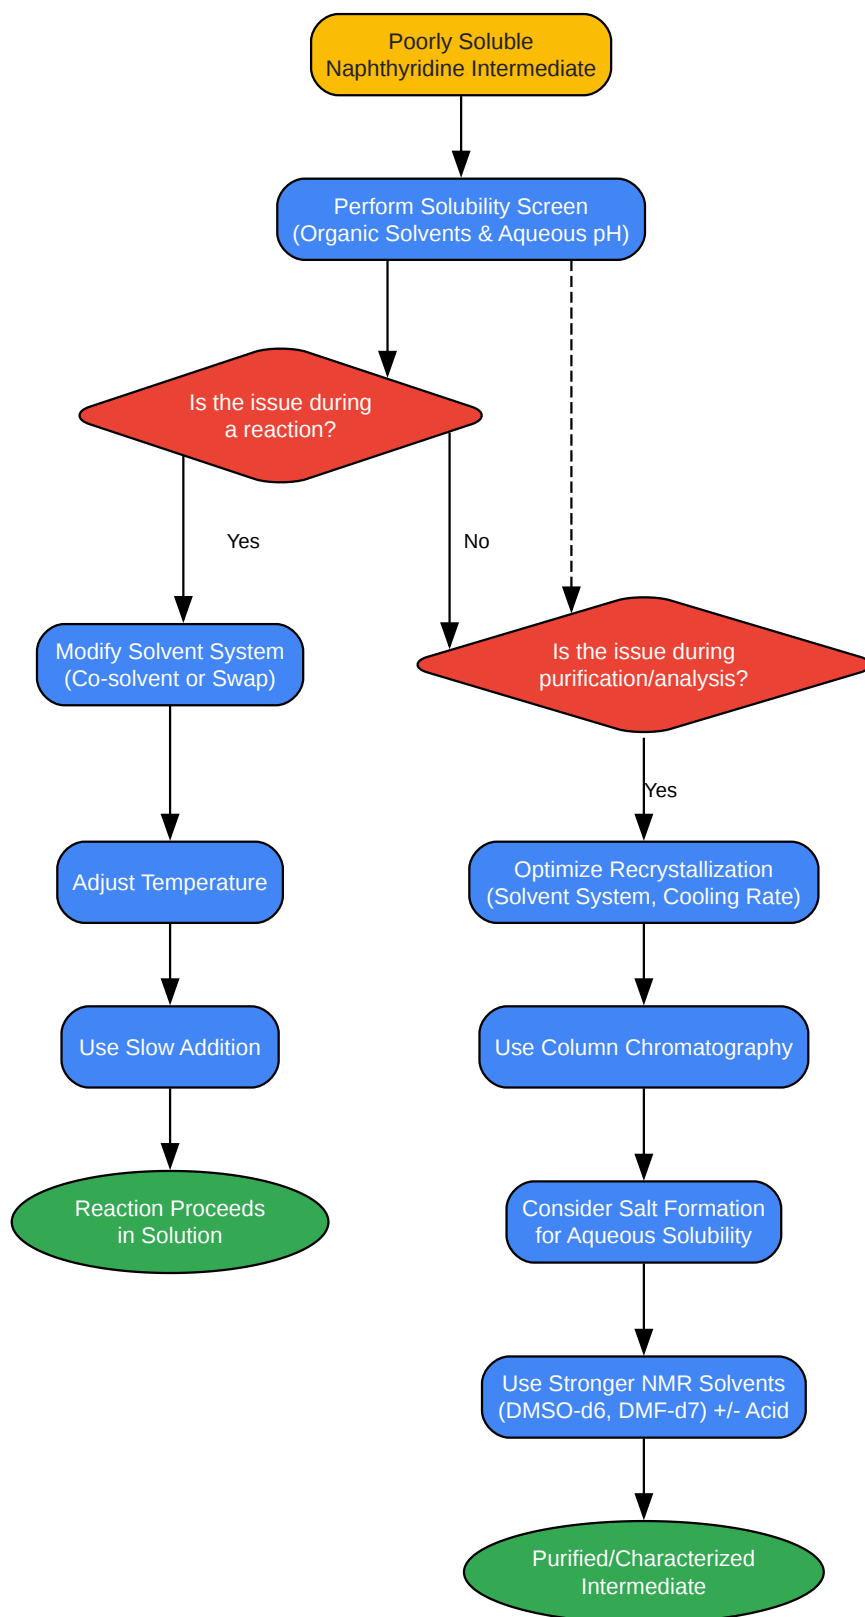 Poorly Soluble
Naphthyridine Intermediate
Perform Solubility Screen
(Organic Solvents & Aqueous pH)
Is the issue during
a reaction?
Yes
No
Modify Solvent System
(Co-solvent or Swap)
Is the issue during
purification/analysis?
Yes
Adjust Temperature
Optimize Recrystallization
(Solvent System, Cooling Rate)
Use Slow Addition
Use Column Chromatography
Reaction Proceeds
in Solution
Consider Salt Formation
for Aqueous Solubility
Use Stronger NMR Solvents
(DMSO-d6, DMF-d7) +/- Acid
Purified/Characterized
Intermediate